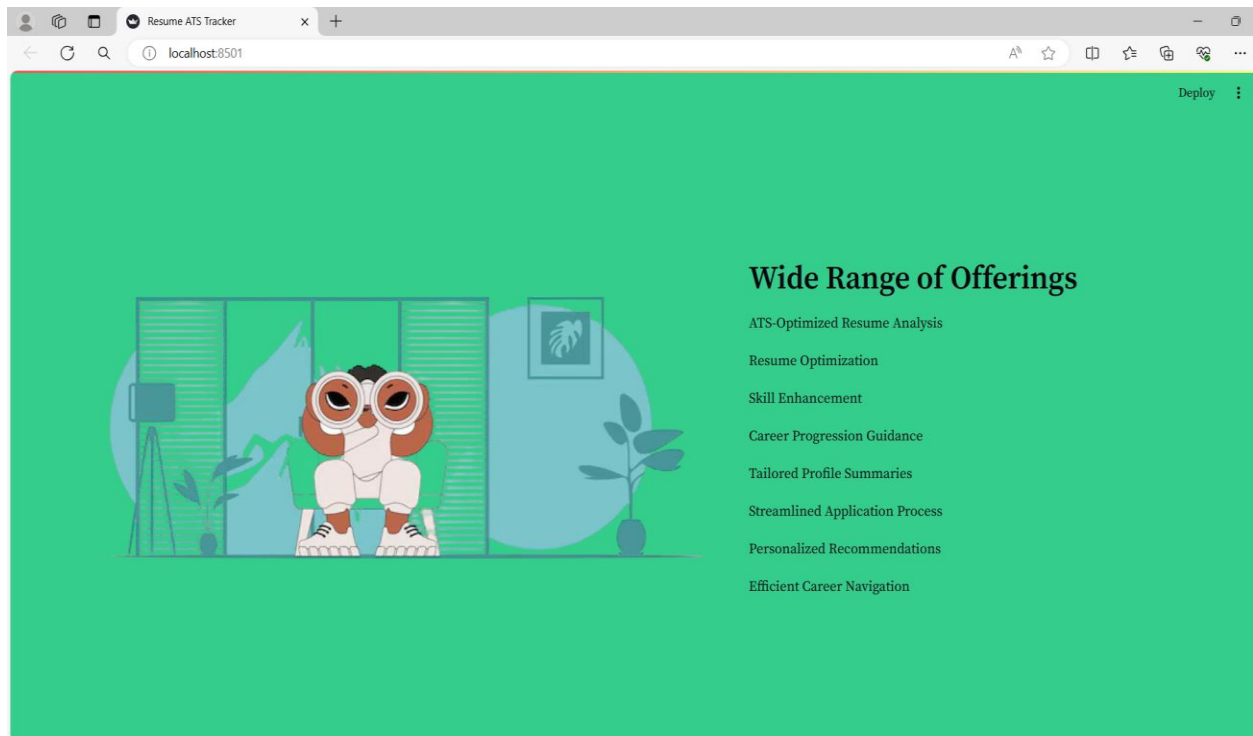 Resume ATS Tracker
localhost:8501
Deploy
Wide Range of Offerings
ATS-Optimized Resume Analysis
Resume Optimization
Skill Enhancement
Career Progression Guidance
Tailored Profile Summaries
Streamlined Application Process
Personalized Recommendations
Efficient Career Navigation